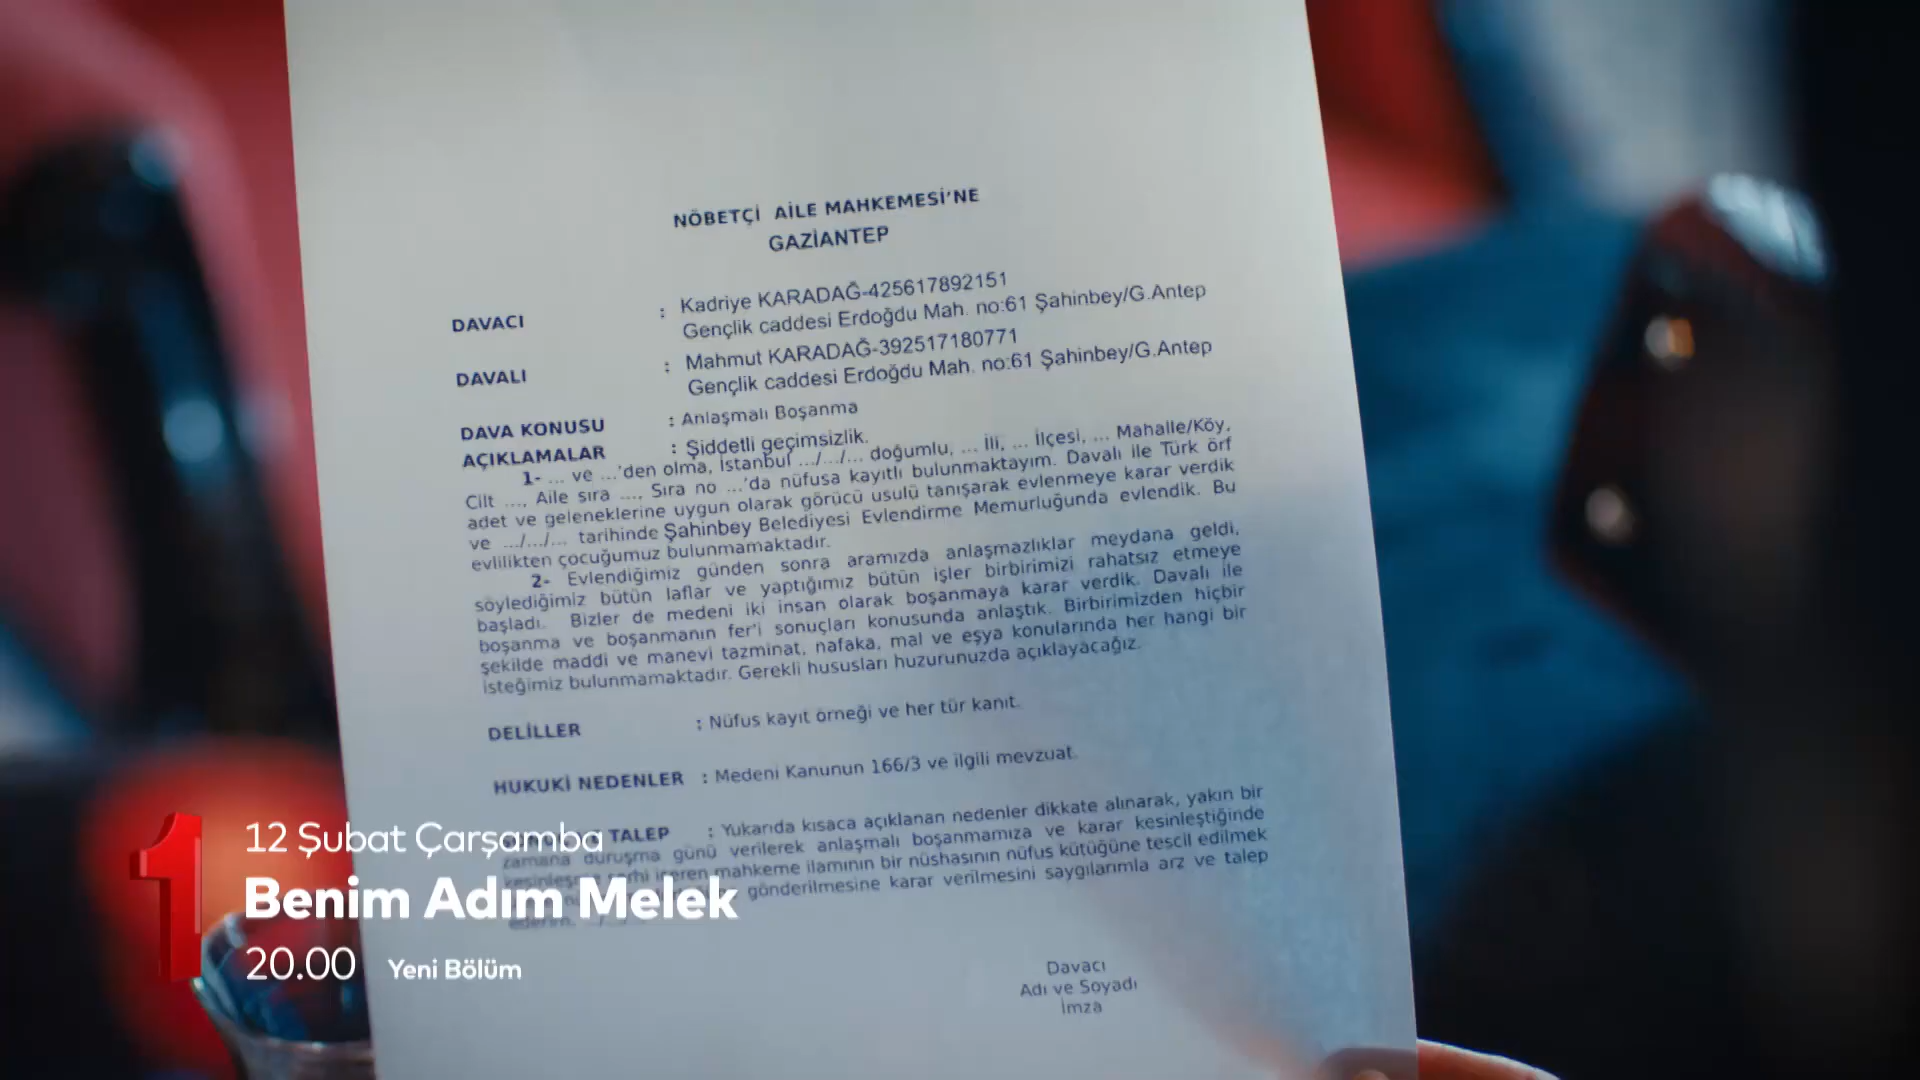 NÖBETÇİ AİLE MAHKEMESİ'NE
GAZİANTEP
DAVACI : Kadriye KARADAĞ-425617892151
Gençlik caddesi Erdoğdu Mah. no:61 Şahinbey/G.Antep
DAVALI : Mahmut KARADAĞ-392517180771
Gençlik caddesi Erdoğdu Mah. no:61 Şahinbey/G.Antep
DAVA KONUSU : Anlaşmalı Boşanma
AÇIKLAMALAR : Şiddetli geçimsizlik.
1- ... ve ...'den olma, İstanbul .../.../... doğumlu, ... İli, ... İlçesi, ... Mahalle/Köy,
Cilt ..., Aile sıra ..., Sıra no ...'da nüfusa kayıtlı bulunmaktayım. Davalı ile Türk örf
adet ve geleneklerine uygun olarak görücü usulü tanışarak evlenmeye karar verdik
ve .../.../... tarihinde Şahinbey Belediyesi Evlendirme Memurluğunda evlendik. Bu
evlilikten çocuğumuz bulunmamaktadır.
2- Evlendiğimiz günden sonra aramızda anlaşmazlıklar meydana geldi,
söylediğimiz bütün laflar ve yaptığımız bütün işler birbirimizi rahatsız etmeye
başladı. Bizler de medeni iki insan olarak boşanmaya karar verdik. Davalı ile
boşanma ve boşanmanın fer'i sonuçları konusunda anlaştık. Birbirimizden hiçbir
şekilde maddi ve manevi tazminat, nafaka, mal ve eşya konularında her hangi bir
isteğimiz bulunmamaktadır. Gerekli hususları huzurunuzda açıklayacağız.
DELİLLER : Nüfus kayıt örneği ve her tür kanıt.
HUKUKİ NEDENLER : Medeni Kanunun 166/3 ve ilgili mevzuat.
TALEP : Yukarıda kısaca açıklanan nedenler dikkate alınarak, yakın bir
zamana duruşma günü verilerek anlaşmalı boşanmamıza ve karar kesinleştiğinde
içeren mahkeme ilamının bir nüshasının nüfus kütüğüne tescil edilmek
gönderilmesine karar verilmesini saygılarımla arz ve talep
ederim.
Davacı
Adı ve Soyadı
İmza
1
12 Şubat Çarşamba
Benim Adım Melek
20.00 Yeni Bölüm